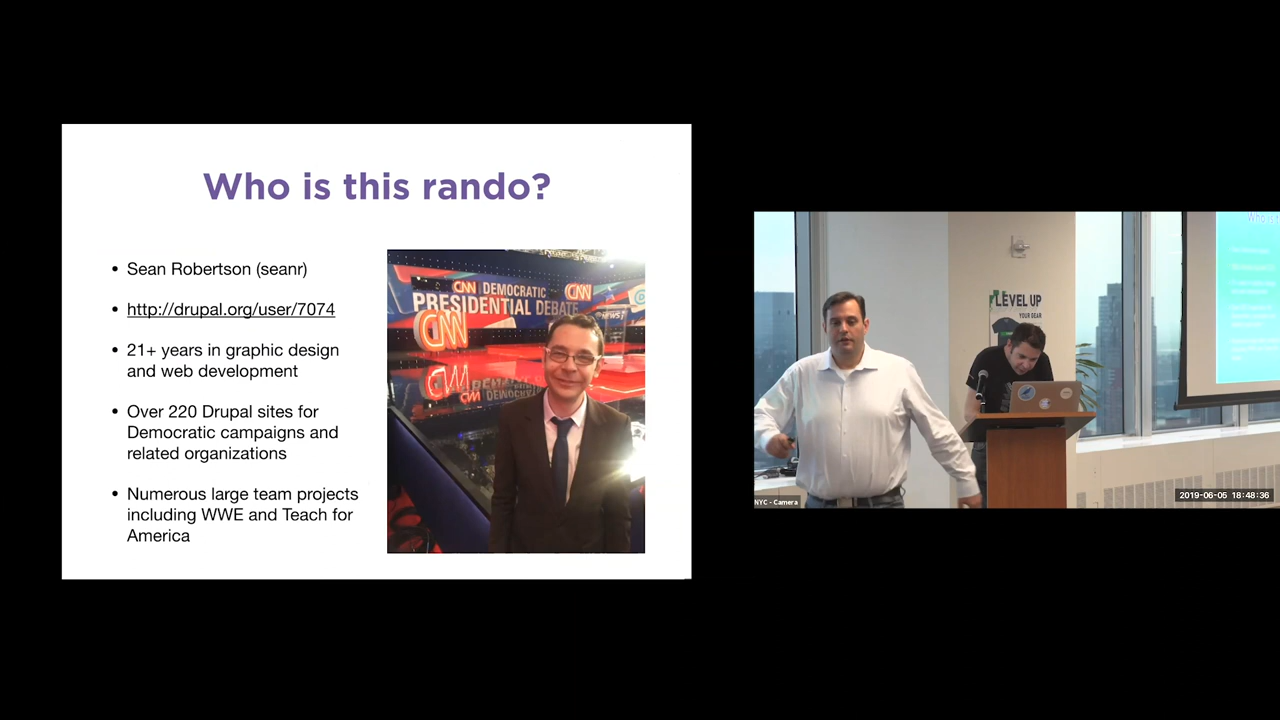 Who is this rando?
• Sean Robertson (seanr)
• http://drupal.org/user/7074
• 21+ years in graphic design
and web development
• Over 220 Drupal sites for
Democratic campaigns and
related organizations
• Numerous large team projects
including WWE and Teach for
America
CNN DEMOCRATIC CNN
PRESIDENTIAL DEBATE
CNN
LEVEL UP
YOUR GEAR
NYC - Camera
2019-06-05 18:48:36